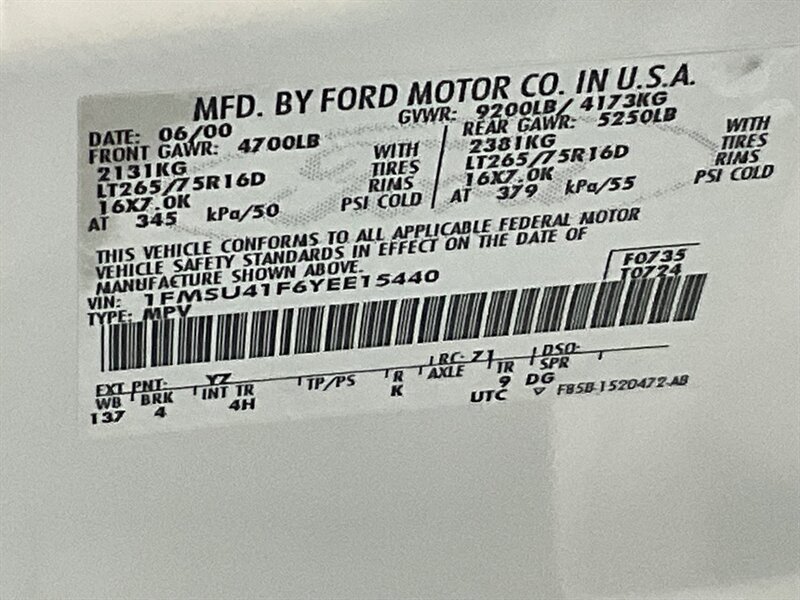 MFD. BY FORD MOTOR CO. IN U.S.A.
DATE: 06/00 GVWR: 9200LB/ 4173KG
FRONT GAWR: 4700LB REAR GAWR: 5250LB
2131KG WITH 2381KG WITH
LT265/75R16D TIRES LT265/75R16D TIRES
16X7.0K RIMS 16X7.0K RIMS
AT 345 kPa/50 PSI COLD AT 379 kPa/55 PSI COLD
THIS VEHICLE CONFORMS TO ALL APPLICABLE FEDERAL MOTOR
VEHICLE SAFETY STANDARDS IN EFFECT ON THE DATE OF
MANUFACTURE SHOWN ABOVE.
VIN: 1FMSU41F6YEE15440 F0735
TYPE: MPV T0724
EXT PNT: YZ RC: 71 DSO:
WB BRK INT TR TP/PS R AXLE TR SPR
137 4 4H K 9 DG
UTC ▽ F85B-1520472-AB